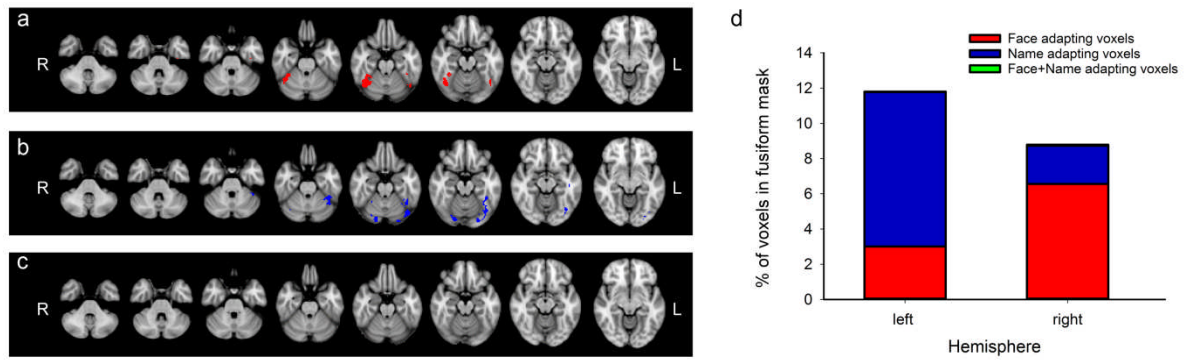 a
R
L
b
R
L
c
R
L
d
Face adapting voxels
Name adapting voxels
Face+Name adapting voxels
14
12
10
8
6
4
2
0
% of voxels in fusiform mask
left
right
Hemisphere